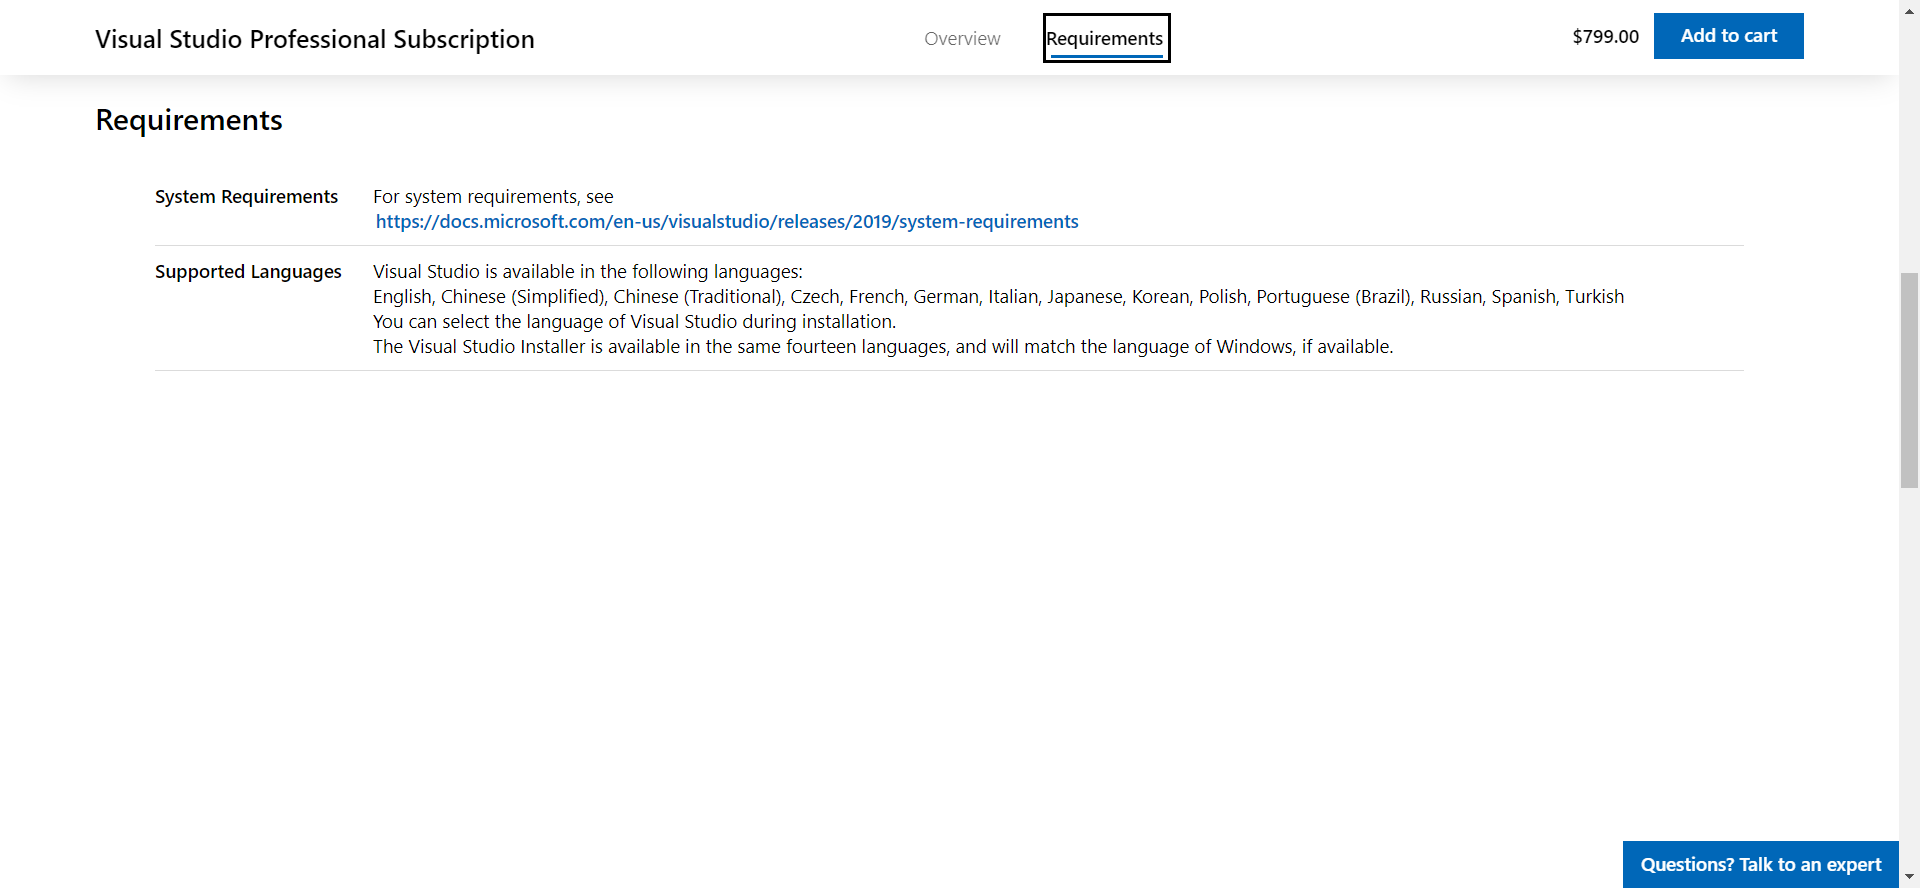 Visual Studio Professional Subscription
Overview
Requirements
$799.00
Add to cart
Requirements
System Requirements
For system requirements, see
https://docs.microsoft.com/en-us/visualstudio/releases/2019/system-requirements
Supported Languages
Visual Studio is available in the following languages:
English, Chinese (Simplified), Chinese (Traditional), Czech, French, German, Italian, Japanese, Korean, Polish, Portuguese (Brazil), Russian, Spanish, Turkish
You can select the language of Visual Studio during installation.
The Visual Studio Installer is available in the same fourteen languages, and will match the language of Windows, if available.
Questions? Talk to an expert